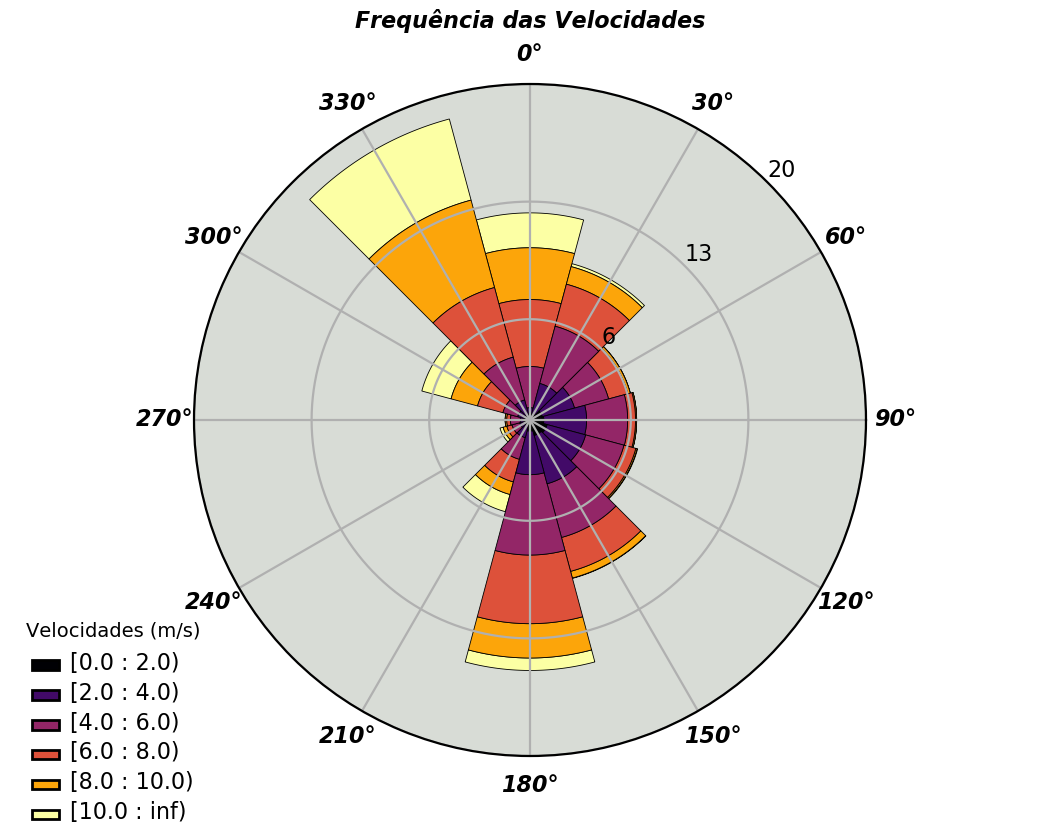 Frequência das Velocidades
0°
330°
30°
20
300°
60°
13
6
270°
90°
240°
120°
Velocidades (m/s)
[0.0 : 2.0)
[2.0 : 4.0)
[4.0 : 6.0)
210°
150°
[6.0 : 8.0)
[8.0 : 10.0)
180°
[10.0 : inf)